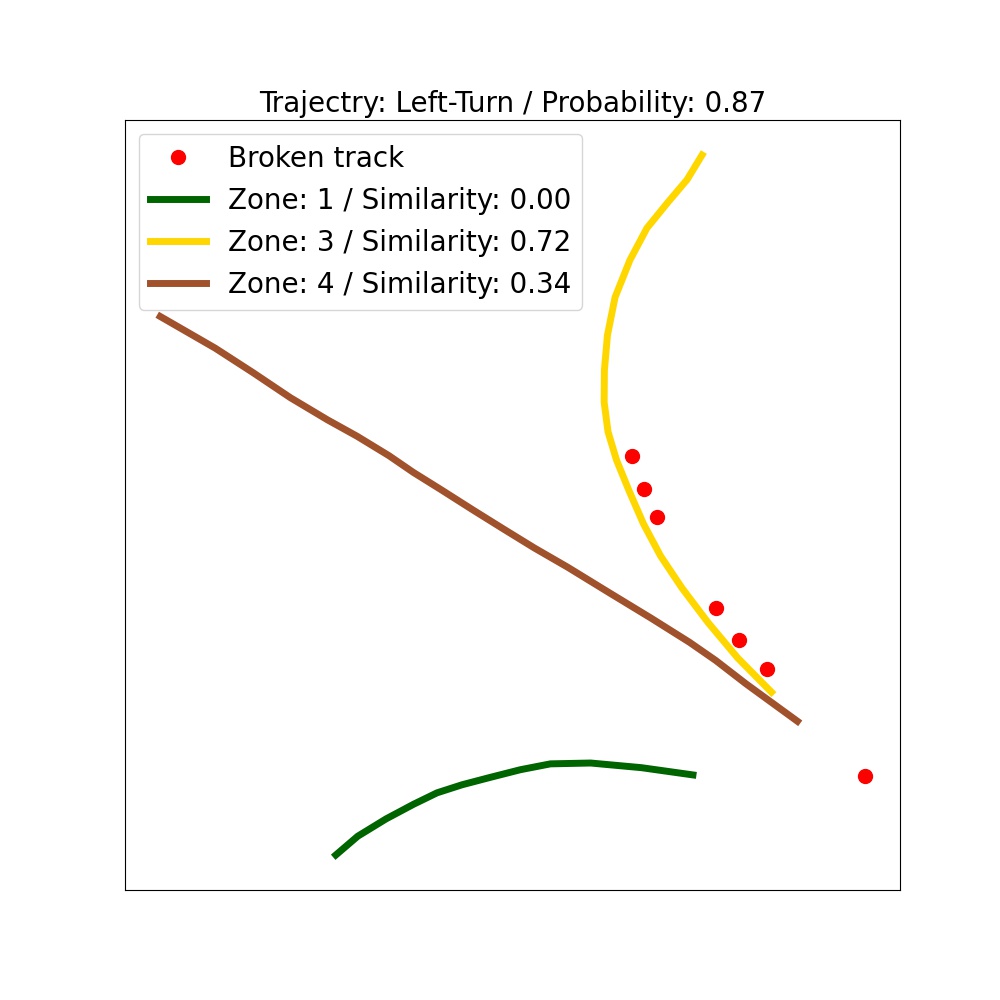 Trajectry: Left-Turn / Probability: 0.87
Broken track
Zone: 1 / Similarity: 0.00
Zone: 3 / Similarity: 0.72
Zone: 4 / Similarity: 0.34